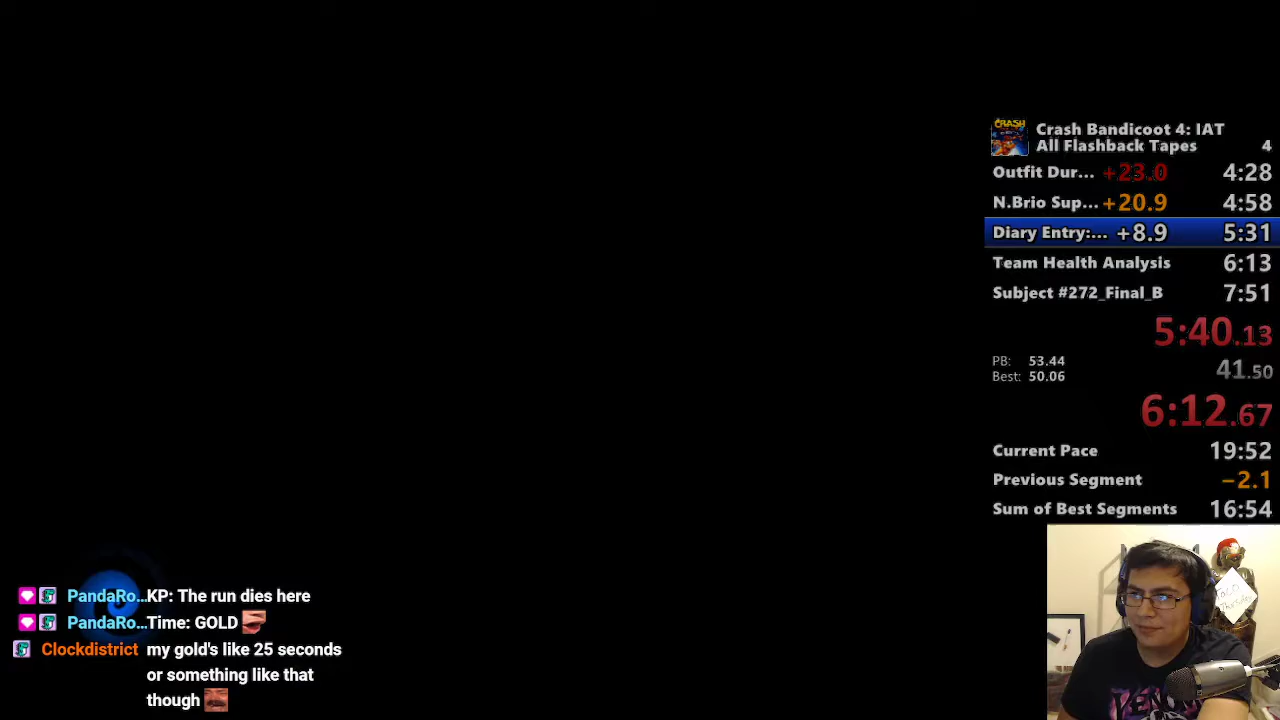 CRASH
Crash Bandicoot 4: IAT
All Flashback Tapes 4
Outfit Dur... +23.0 4:28
N.Brio Sup... +20.9 4:58
Diary Entry:... +8.9 5:31
Team Health Analysis 6:13
Subject #272_Final_B 7:51
5:40.13
PB: 53.44
Best: 50.06
41.50
6:12.67
Current Pace 19:52
Previous Segment -2.1
Sum of Best Segments 16:54
PandaRo... KP: The run dies here
PandaRo... Time: GOLD
Clockdistrict my gold's like 25 seconds
or something like that
though